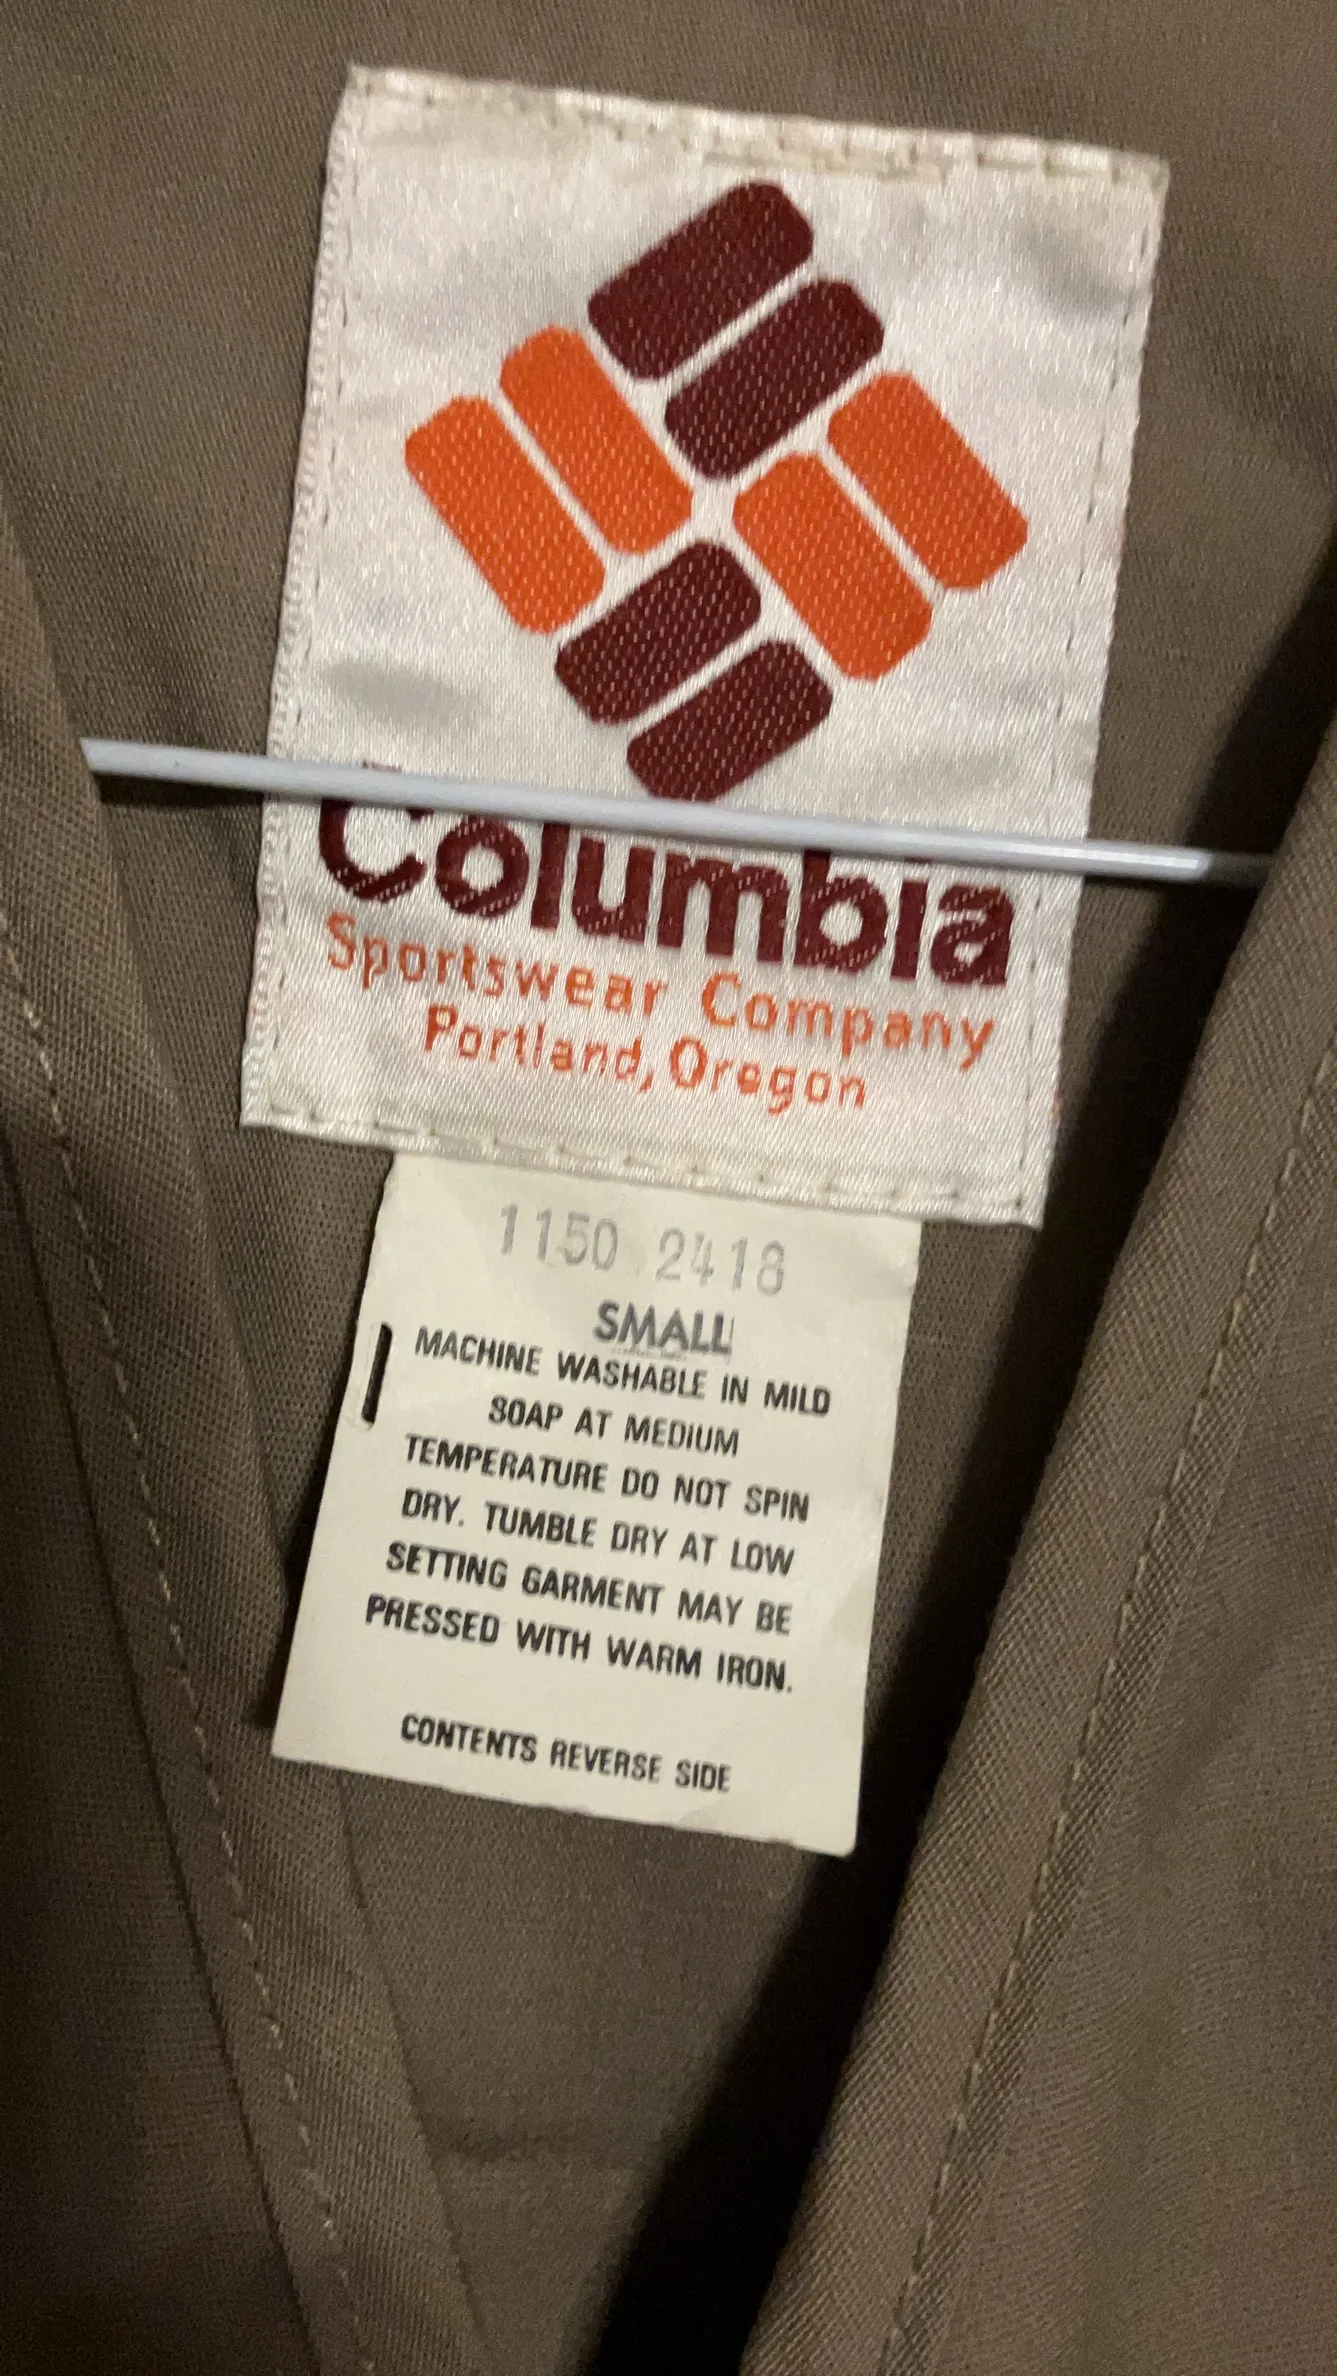 Columbia
Sportswear Company
Portland, Oregon
1150 2418
SMALL
MACHINE WASHABLE IN MILD
SOAP AT MEDIUM
TEMPERATURE DO NOT SPIN
DRY. TUMBLE DRY AT LOW
SETTING GARMENT MAY BE
PRESSED WITH WARM IRON.
CONTENTS REVERSE SIDE